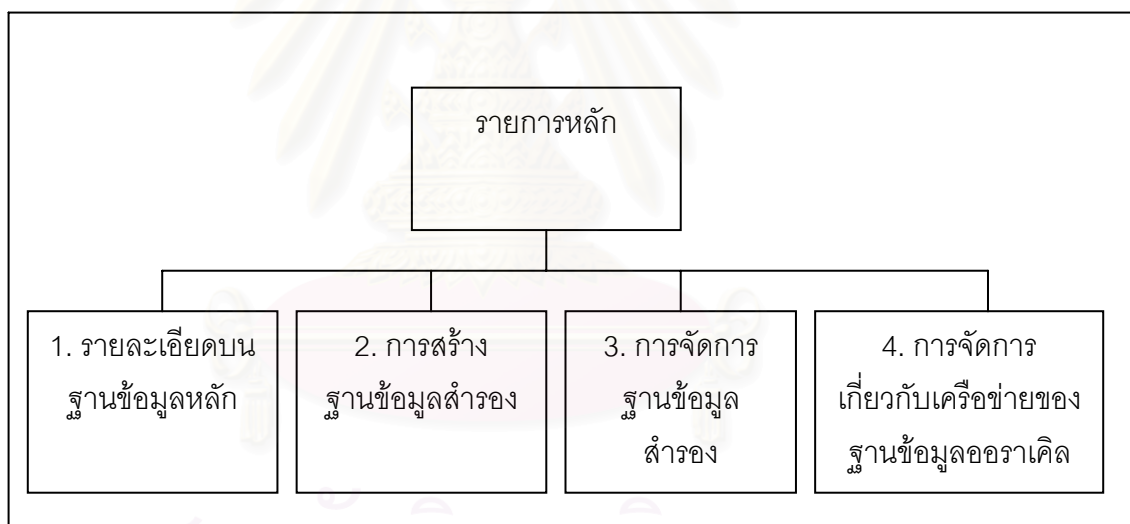 รายการหลัก
1. รายละเอียดบน
ฐานข้อมูลหลัก
2. การสร้าง
ฐานข้อมูลสำรอง
3. การจัดการ
ฐานข้อมูล
สำรอง
4. การจัดการ
เกี่ยวกับเครือข่ายของ
ฐานข้อมูลออราเคิล